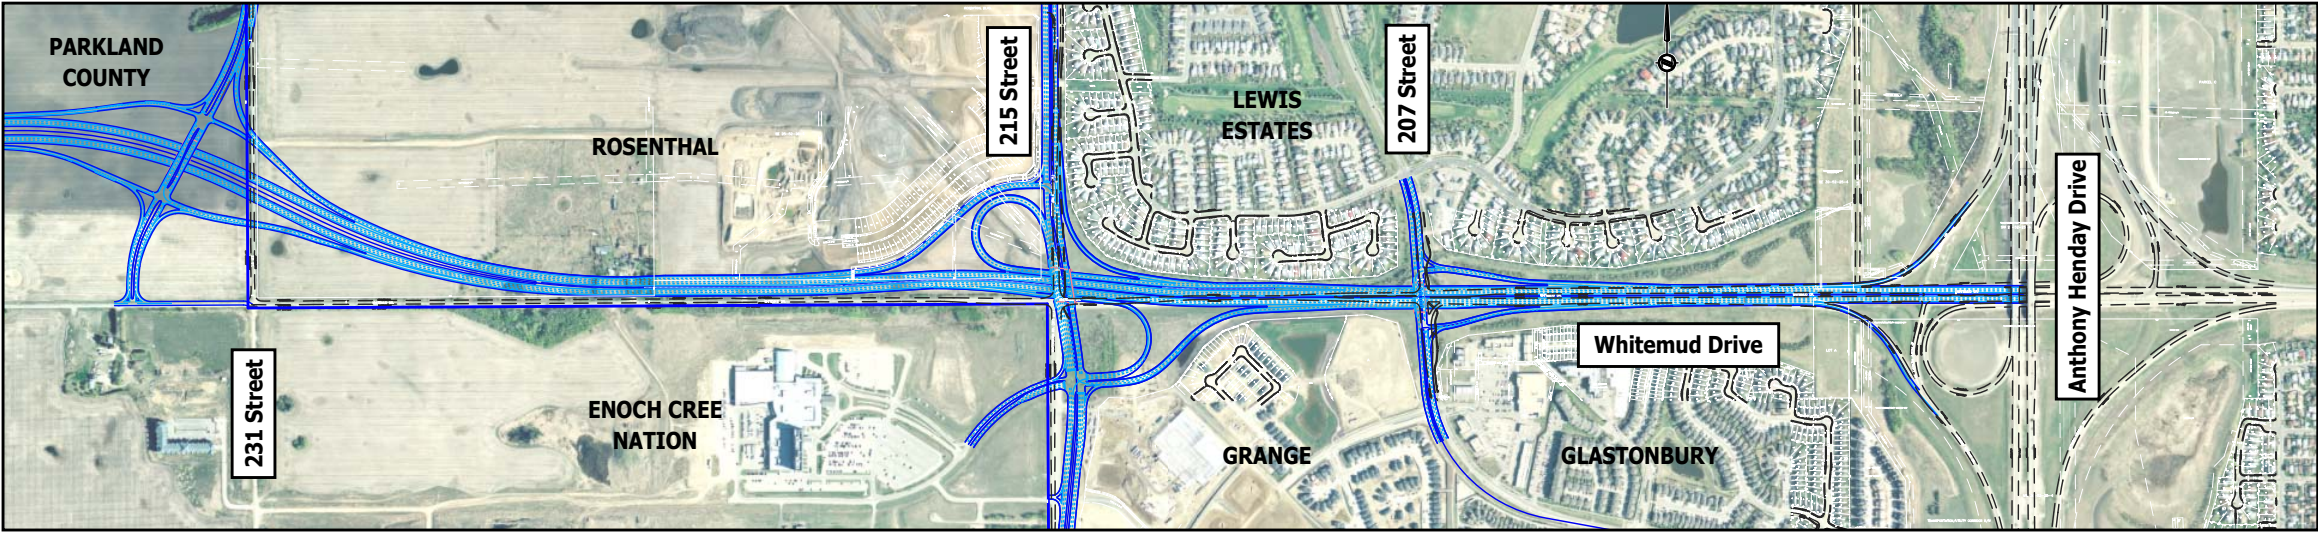 PARKLAND
COUNTY
ROSENTHAL
215 Street
LEWIS
ESTATES
207 Street
Anthony Henday Drive
231 Street
ENOCH CREE
NATION
GRANGE
Whitemud Drive
GLASTONBURY